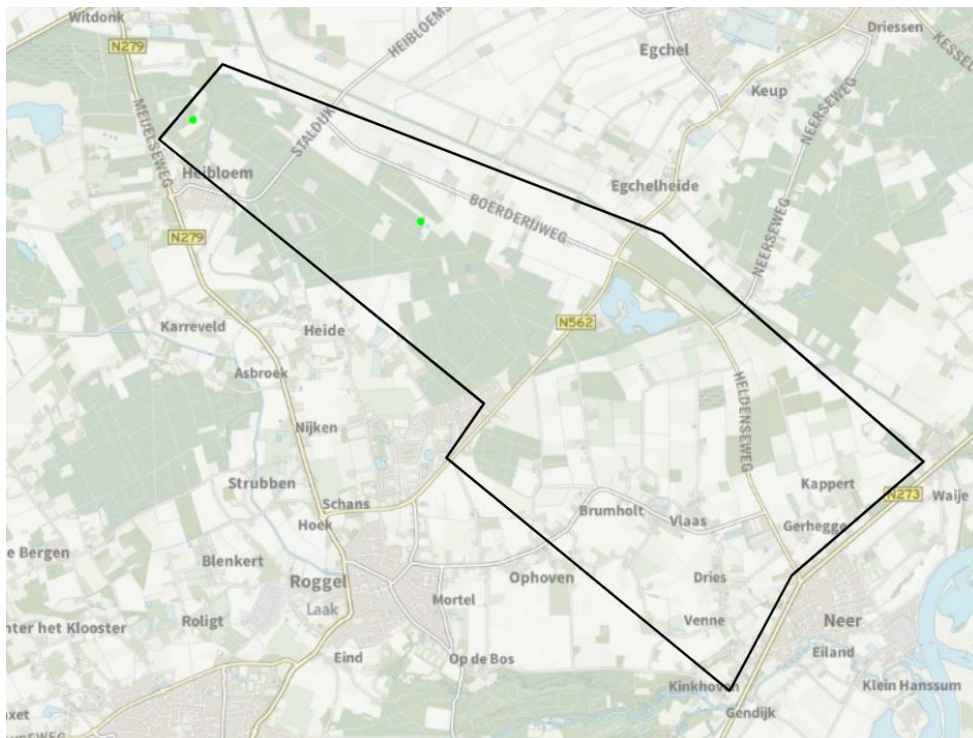 Witdonk
N279
HEIBLOEMS
Egchel
Driessen
KESSEL
Keup
MEIJELSEWEG
STALDIJK
NEERSEWEG
Heibloem
Egchelheide
BOERDERIJWEG
NEERSEWEG
N279
Karreveld
Heide
N562
Asbroek
HELDENSEWEG
Nijken
Strubben
Kappert
Schans
N273
Waije
Hoek
Brumholt
Vlaas
Gerhegge
e Bergen
Blenkert
Roggel
Ophoven
Dries
Laak
Mortel
nter het Klooster
Roligt
Venne
Neer
Eind
Op de Bos
Eiland
Kinkhoven
Klein Hanssum
Gendijk
oxet